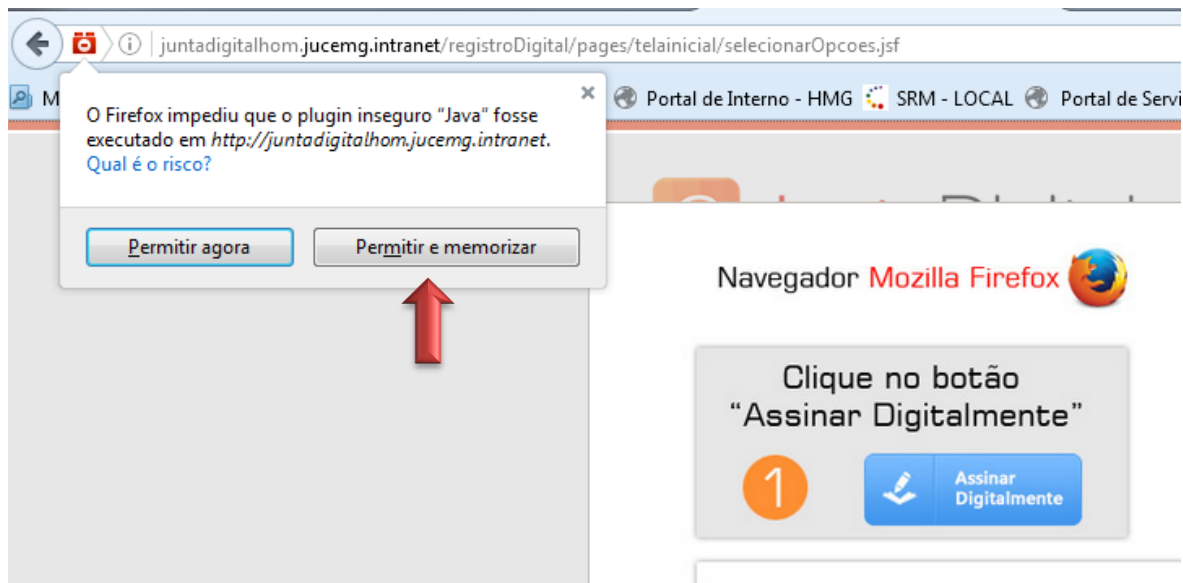 juntadigitalhom.jucemg.intranet/registroDigital/pages/telainicial/selecionarOpcoes.jsf
M
Portal de Interno - HMG
SRM - LOCAL
Portal de Servi
O Firefox impediu que o plugin inseguro “Java“ fosse
executado em http://juntadigitalhom.jucemg.intranet.
Qual é o risco?
Permitir agora
Permitir e memorizar
Navegador Mozilla Firefox
Clique no botão
“Assinar Digitalmente”
1
Assinar
Digitalmente